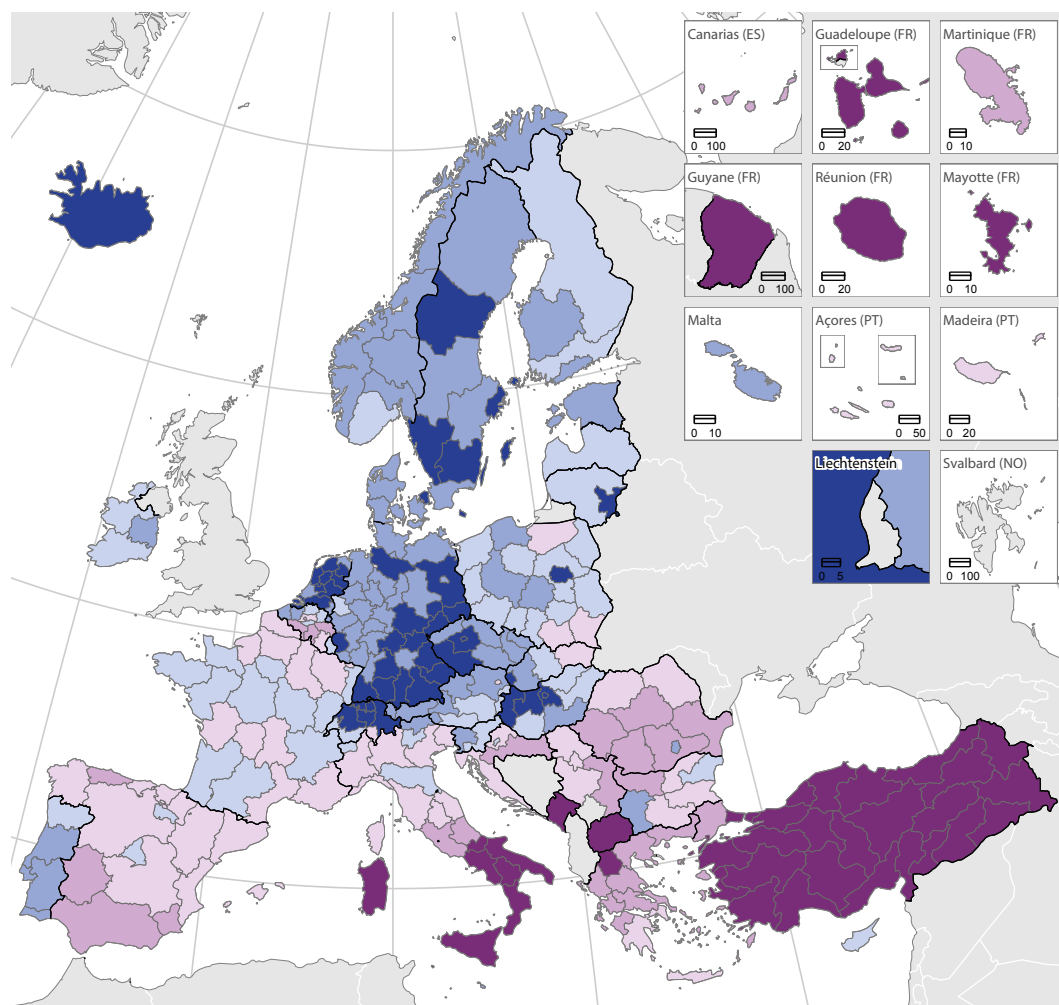 Canarias (ES)
0 100
Guadeloupe (FR)
0 20
Martinique (FR)
0 10
Guyane (FR)
0 100
Réunion (FR)
0 20
Mayotte (FR)
0 10
Malta
0 10
Açores (PT)
0 50
Madeira (PT)
0 20
Liechtenstein
0 5
Svalbard (NO)
0 100